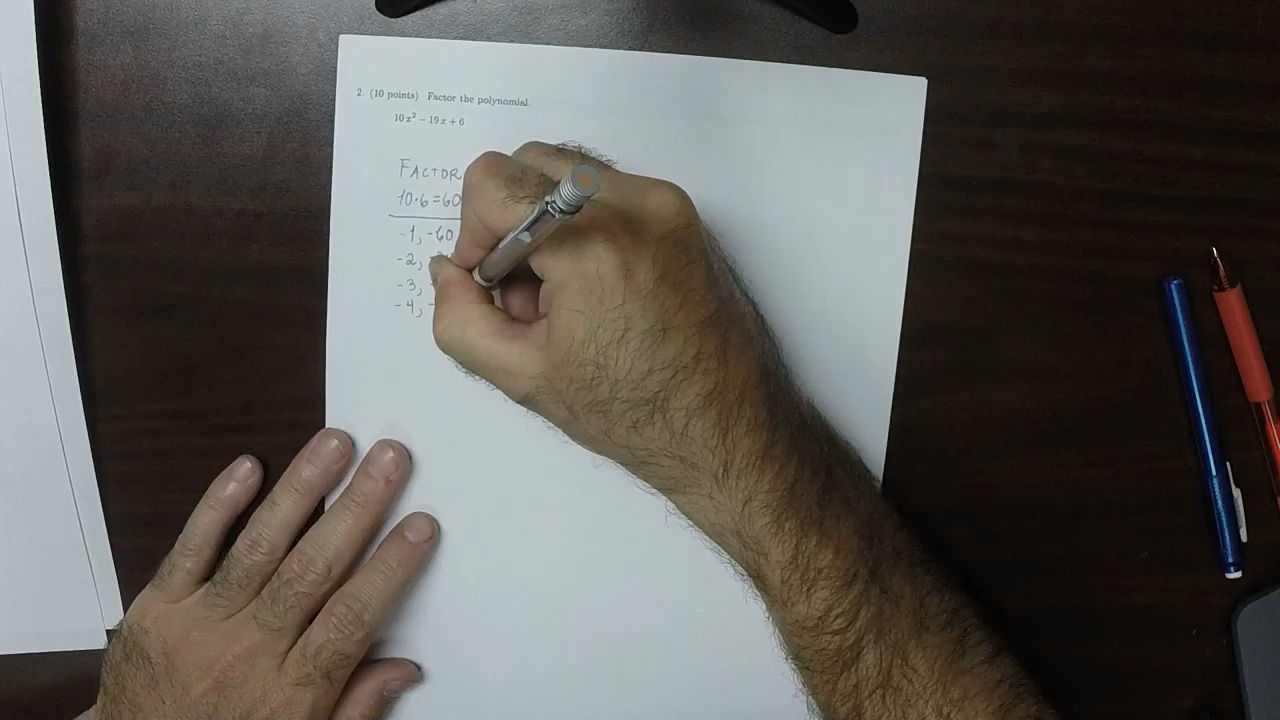 2. (10 points) Factor the polynomial.
10x² − 19x + 6
FACTOR
10·6=60
-1, -60
-2,
-3,
-4, -